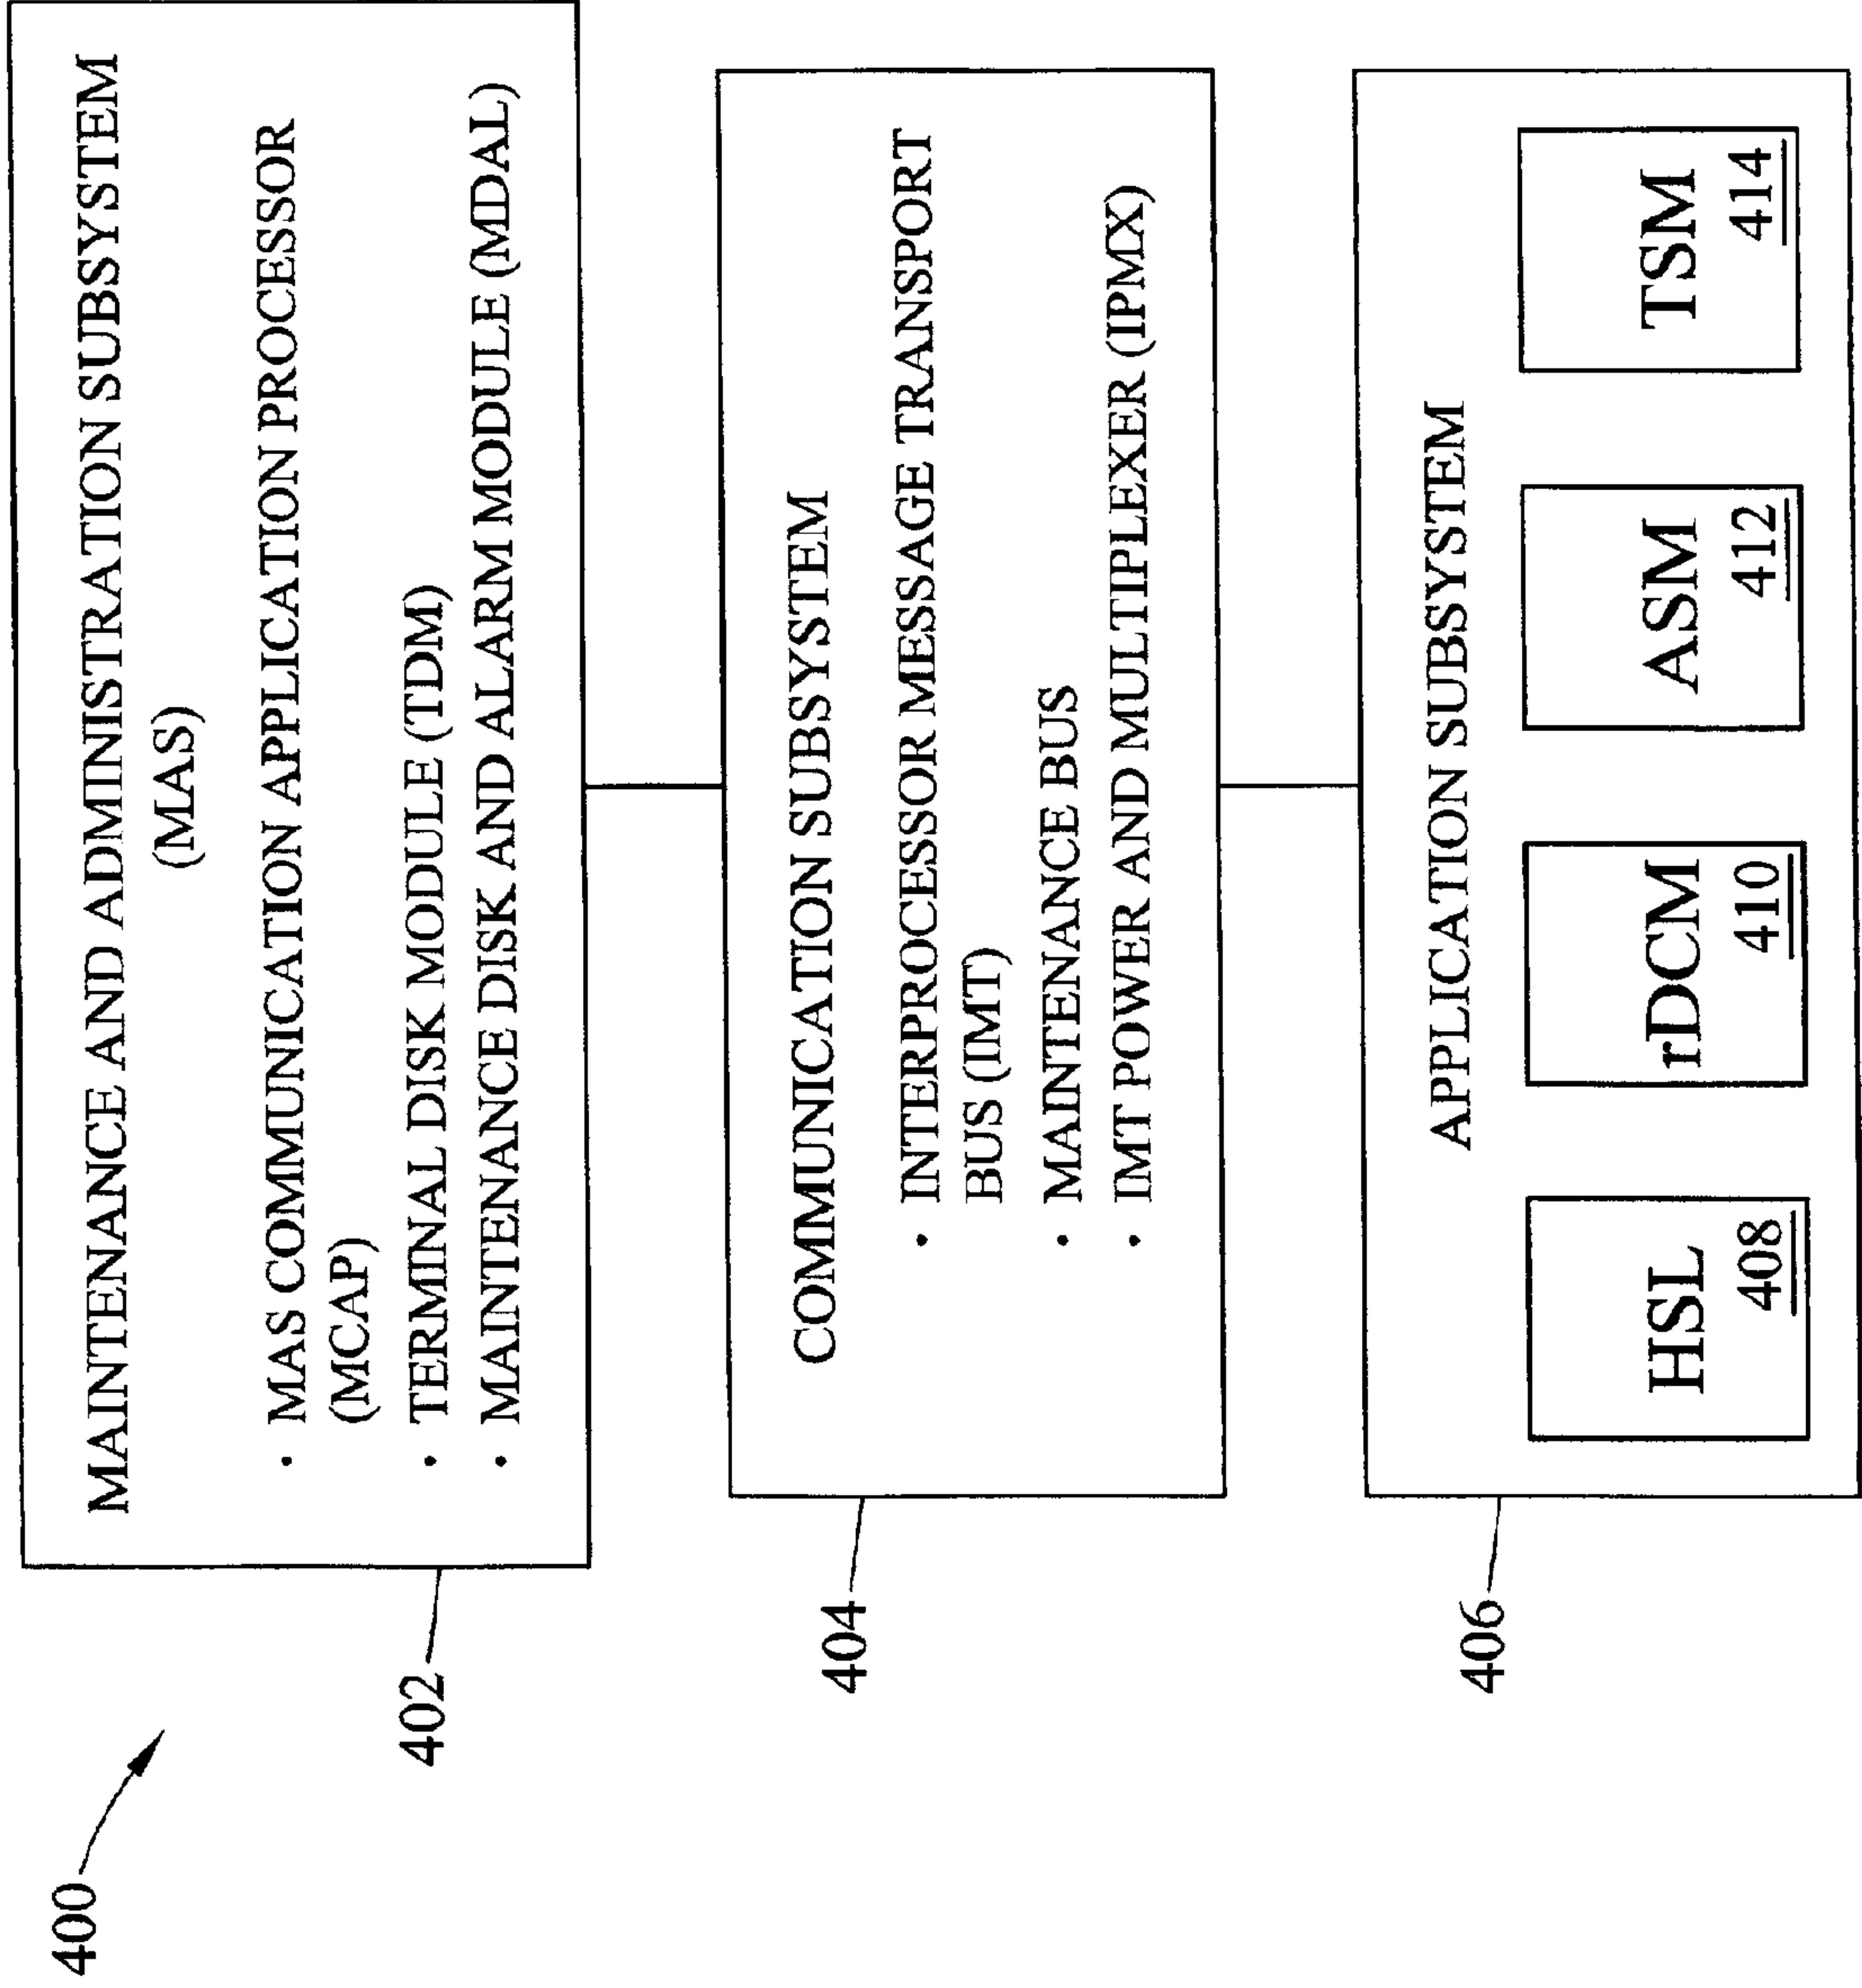 400
MAINTENANCE AND ADMINISTRATION SUBSYSTEM
(MAS)
· MAS COMMUNICATION APPLICATION PROCESSOR
(MCAP)
· TERMINAL DISK MODULE (TDM)
· MAINTENANCE DISK AND ALARM MODULE (MDAL)
402
COMMUNICATION SUBSYSTEM
· INTERPROCESSOR MESSAGE TRANSPORT
BUS (IMT)
· MAINTENANCE BUS
· IMT POWER AND MULTIPLEXER (IPMX)
404
APPLICATION SUBSYSTEM
HSL
408
rDCM
410
ASM
412
TSM
414
406